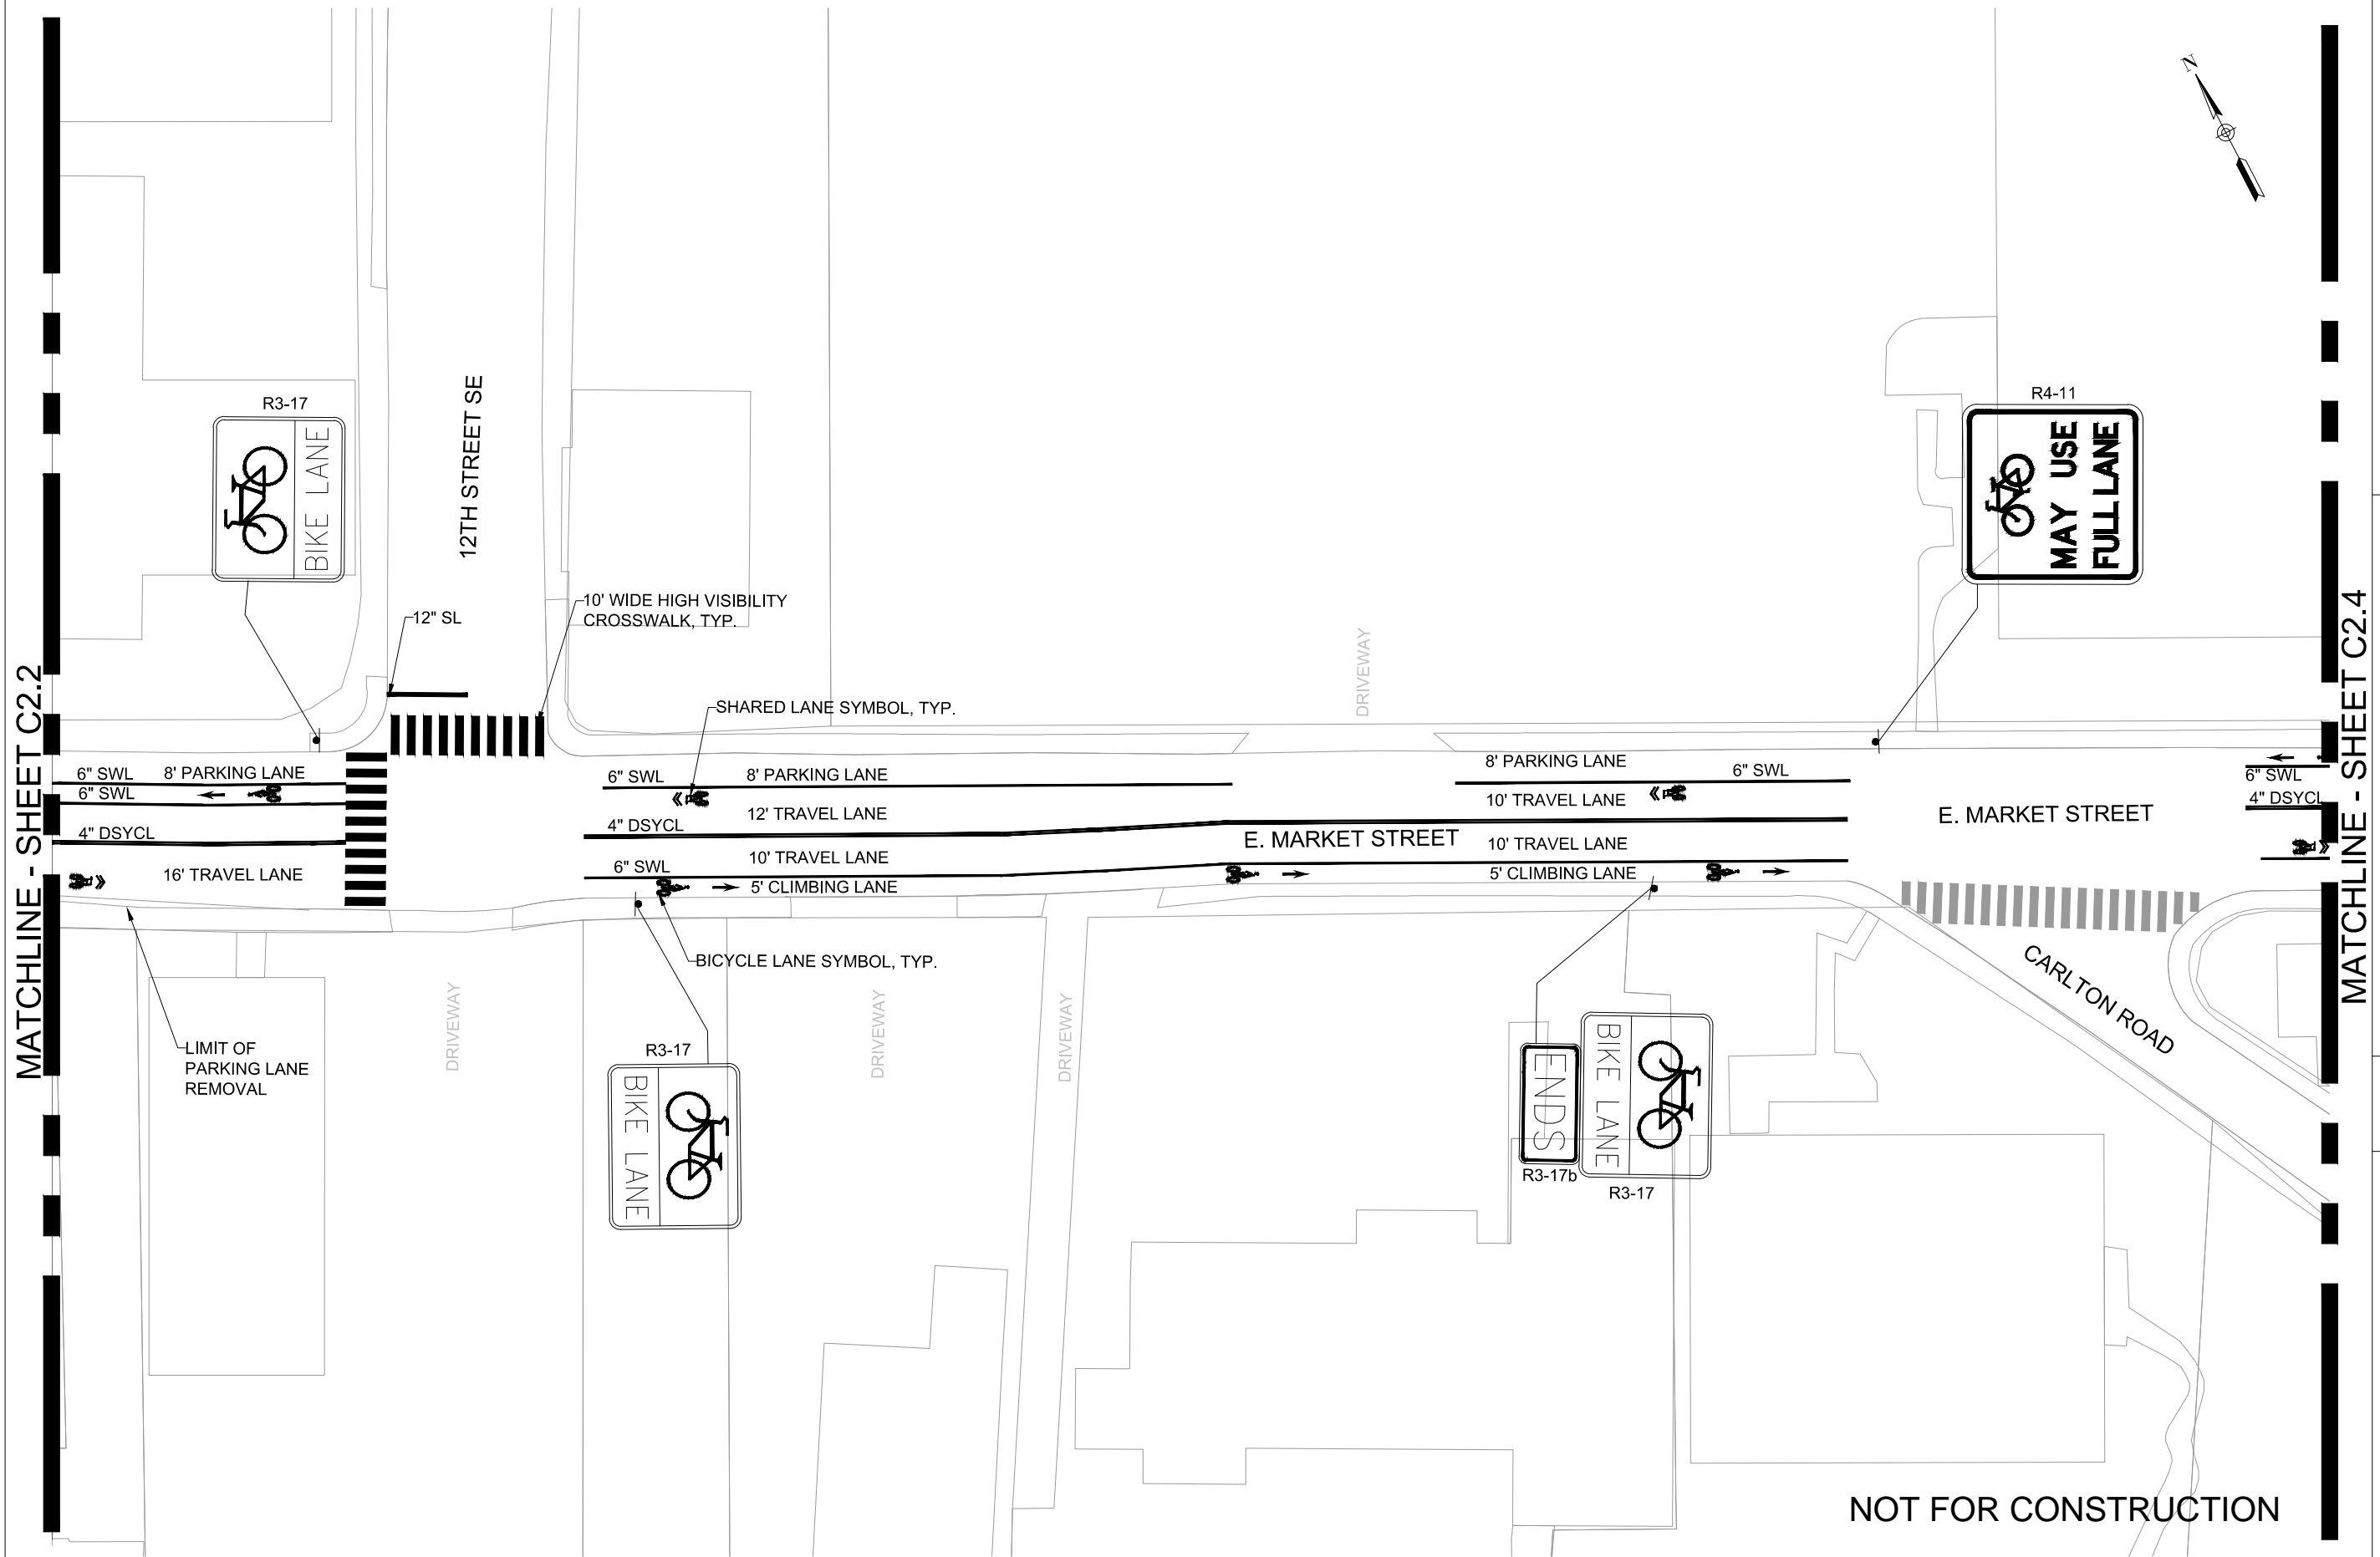 N
MATCHLINE - SHEET C2.2
MATCHLINE - SHEET C2.4
R3-17
BIKE LANE
12TH STREET SE
R4-11
MAY USE
FULL LANE
12" SL
10' WIDE HIGH VISIBILITY
CROSSWALK, TYP.
DRIVEWAY
SHARED LANE SYMBOL, TYP.
6" SWL
8' PARKING LANE
6" SWL
4" DSYCL
16' TRAVEL LANE
6" SWL
8' PARKING LANE
12' TRAVEL LANE
4" DSYCL
10' TRAVEL LANE
6" SWL
5' CLIMBING LANE
E. MARKET STREET
8' PARKING LANE
6" SWL
10' TRAVEL LANE
10' TRAVEL LANE
5' CLIMBING LANE
E. MARKET STREET
6" SWL
4" DSYCL
BICYCLE LANE SYMBOL, TYP.
LIMIT OF
PARKING LANE
REMOVAL
DRIVEWAY
R3-17
BIKE LANE
DRIVEWAY
DRIVEWAY
ENDS
R3-17b
BIKE LANE
R3-17
CARLTON ROAD
NOT FOR CONSTRUCTION